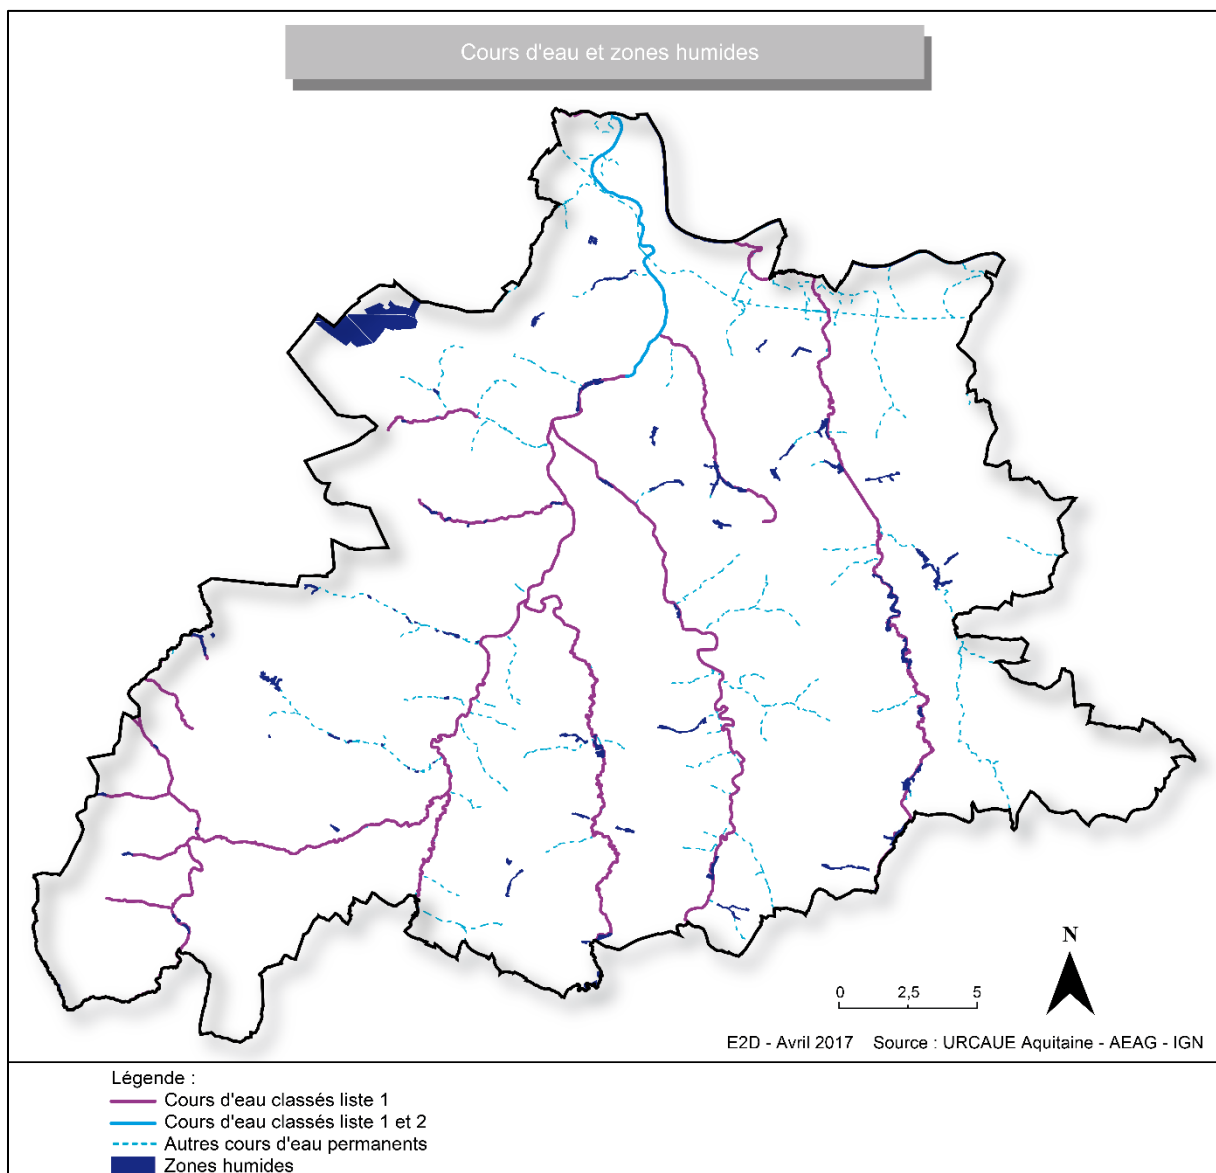 Cours d'eau et zones humides
N
0 2,5 5
E2D - Avril 2017 Source : URCAUE Aquitaine - AEAG - IGN
Légende :
Cours d'eau classés liste 1
Cours d'eau classés liste 1 et 2
Autres cours d'eau permanents
Zones humides